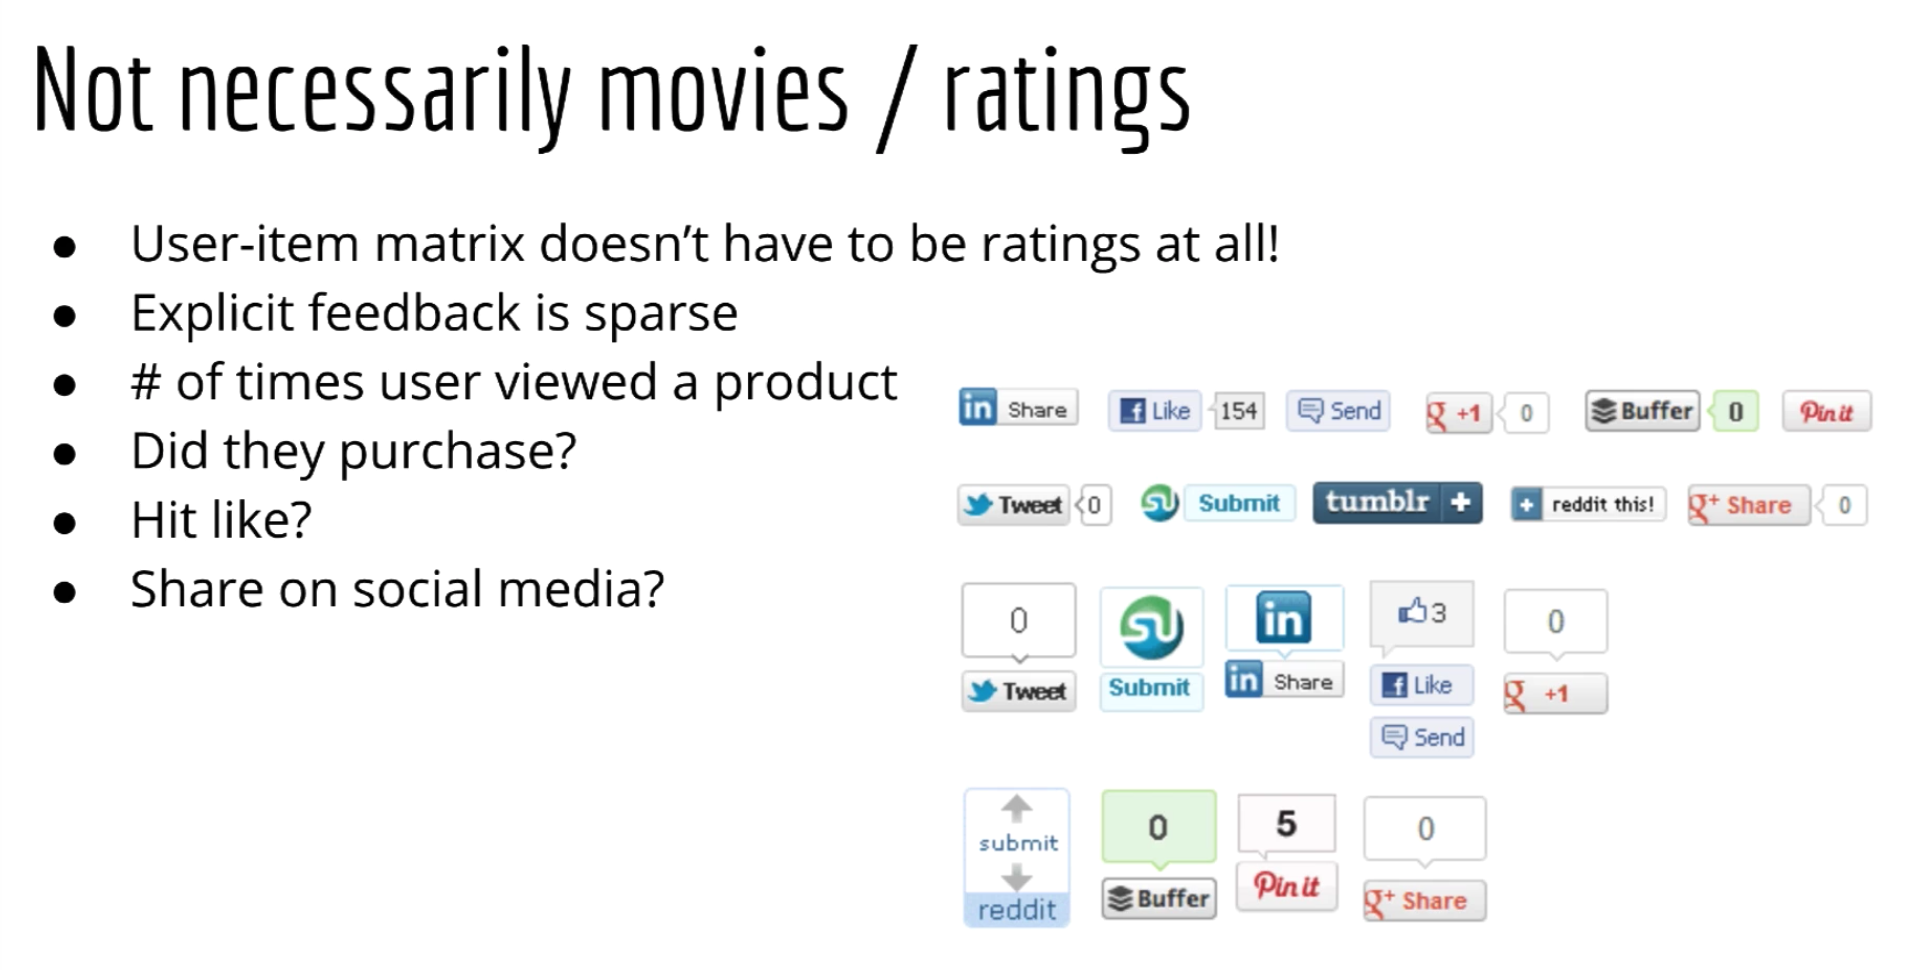 Not necessarily movies / ratings
● User-item matrix doesn’t have to be ratings at all!
● Explicit feedback is sparse
● # of times user viewed a product
● Did they purchase?
● Hit like?
● Share on social media?
in Share f Like 154 Send g +1 0 Buffer 0 Pin it
Tweet 0 su Submit tumblr + + reddit this! g+ Share 0
0 su in 3 0
Tweet Submit in Share f Like g +1
Send
submit 0 5 0
reddit Buffer Pin it g+ Share